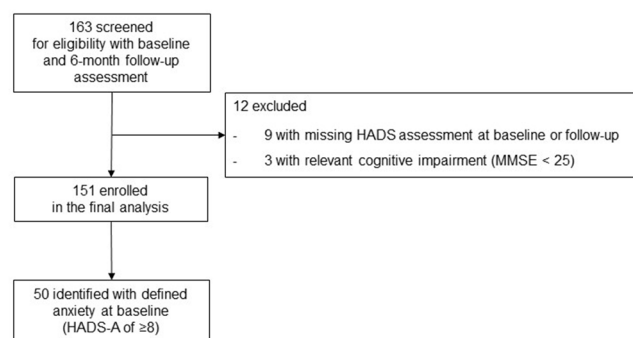 163 screened
for eligibility with baseline
and 6-month follow-up
assessment
12 excluded
- 9 with missing HADS assessment at baseline or follow-up
- 3 with relevant cognitive impairment (MMSE < 25)
151 enrolled
in the final analysis
50 identified with defined
anxiety at baseline
(HADS-A of ≥8)